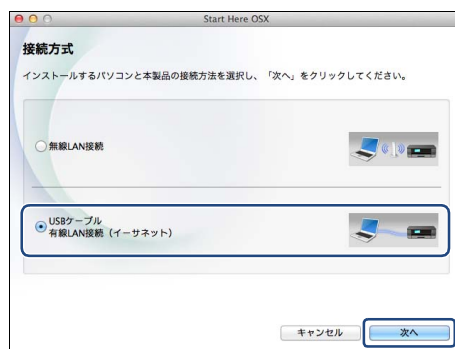 Start Here OSX
接続方式
インストールするパソコンと本製品の接続方法を選択し、「次へ」をクリックしてください。
無線LAN接続
USBケーブル
有線LAN接続（イーサネット）
キャンセル
次へ